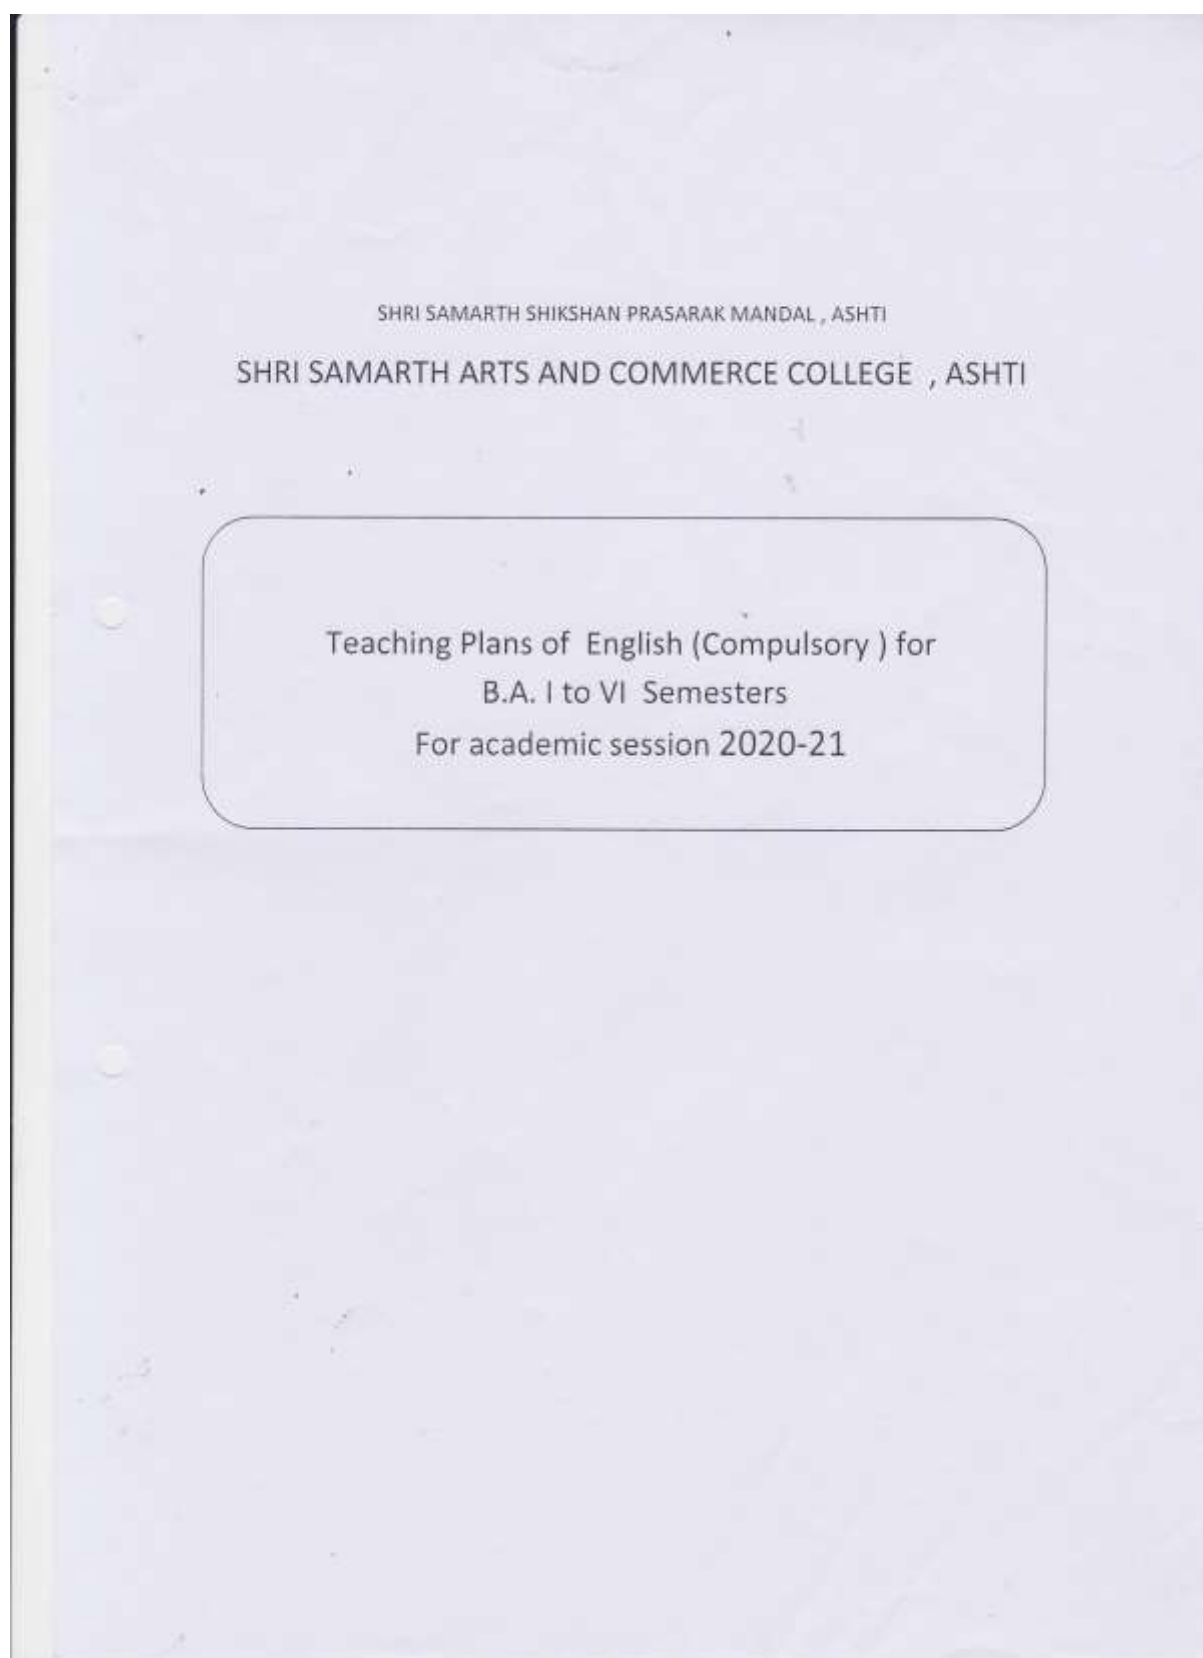 SHRI SAMARTH SHIKSHAN PRASARAK MANDAL , ASHTI
SHRI SAMARTH ARTS AND COMMERCE COLLEGE , ASHTI
Teaching Plans of English (Compulsory ) for
B.A. I to VI Semesters
For academic session 2020-21